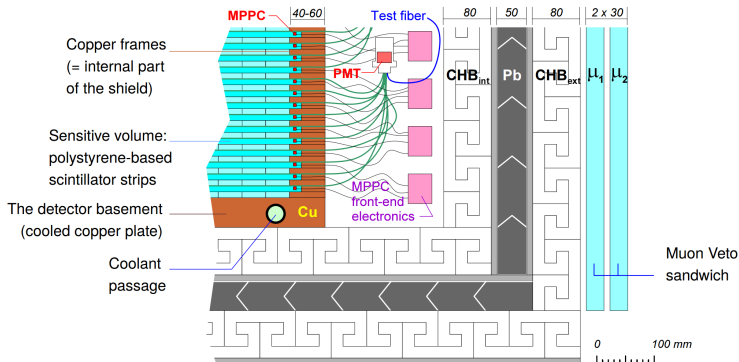 MPPC
40-60
Test fiber
80
50
80
2 x 30
Copper frames
(= internal part
of the shield)
PMT
CHBint
Pb
CHBext
μ1
μ2
Sensitive volume:
polystyrene-based
scintillator strips
MPPC
front-end
electronics
The detector basement
(cooled copper plate)
Cu
Coolant
passage
Muon Veto
sandwich
0
100 mm